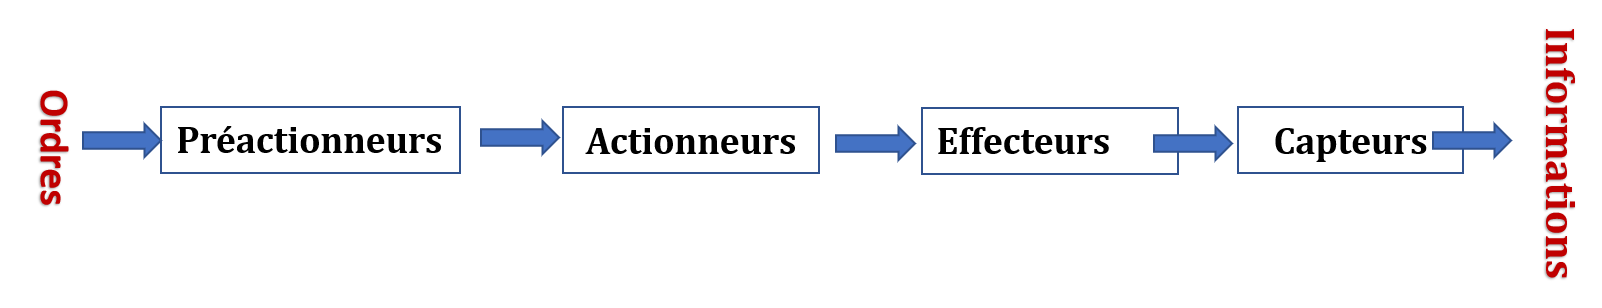 Ordres
Préactionneurs
Actionneurs
Effecteurs
Capteurs
Informations